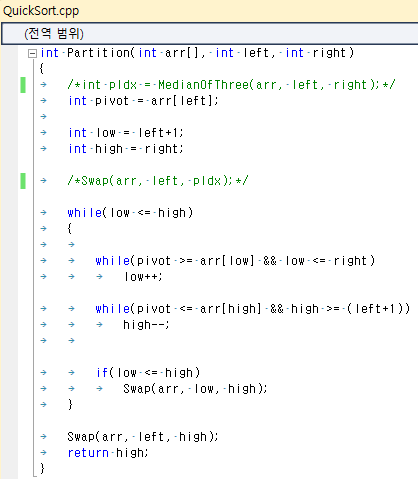 QuickSort.cpp
(전역 범위)
int Partition(int arr[], int left, int right)
{
/*int pIdx = MedianOfThree(arr, left, right);*/
int pivot = arr[left];
int low = left+1;
int high = right;
/*Swap(arr, left, pIdx);*/
while(low <= high)
{
while(pivot >= arr[low] && low <= right)
low++;
while(pivot <= arr[high] && high >= (left+1))
high--;
if(low <= high)
Swap(arr, low, high);
}
Swap(arr, left, high);
return high;
}